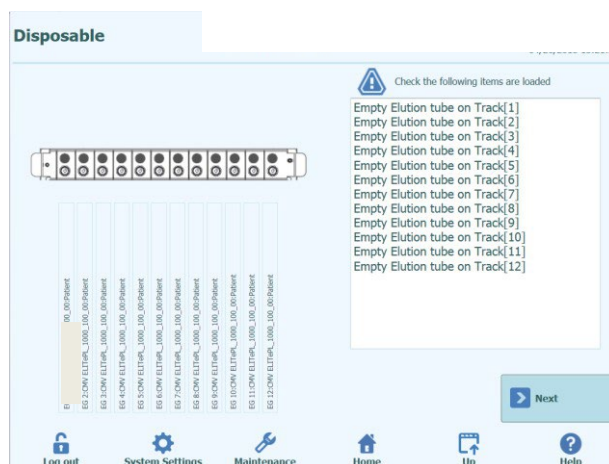 Disposable
Check the following items are loaded
Empty Elution tube on Track[1]
Empty Elution tube on Track[2]
Empty Elution tube on Track[3]
Empty Elution tube on Track[4]
Empty Elution tube on Track[5]
Empty Elution tube on Track[6]
Empty Elution tube on Track[7]
Empty Elution tube on Track[8]
Empty Elution tube on Track[9]
Empty Elution tube on Track[10]
Empty Elution tube on Track[11]
Empty Elution tube on Track[12]
00_00:Patient
EG 2:CMV ELITePL_1000_100_00:Patient
EG 3:CMV ELITePL_1000_100_00:Patient
EG 4:CMV ELITePL_1000_100_00:Patient
EG 5:CMV ELITePL_1000_100_00:Patient
EG 6:CMV ELITePL_1000_100_00:Patient
EG 7:CMV ELITePL_1000_100_00:Patient
EG 8:CMV ELITePL_1000_100_00:Patient
EG 9:CMV ELITePL_1000_100_00:Patient
EG 10:CMV ELITePL_1000_100_00:Patient
EG 11:CMV ELITePL_1000_100_00:Patient
EG 12:CMV ELITePL_1000_100_00:Patient
Next
Log out
System Settings
Maintenance
Home
Up
Help